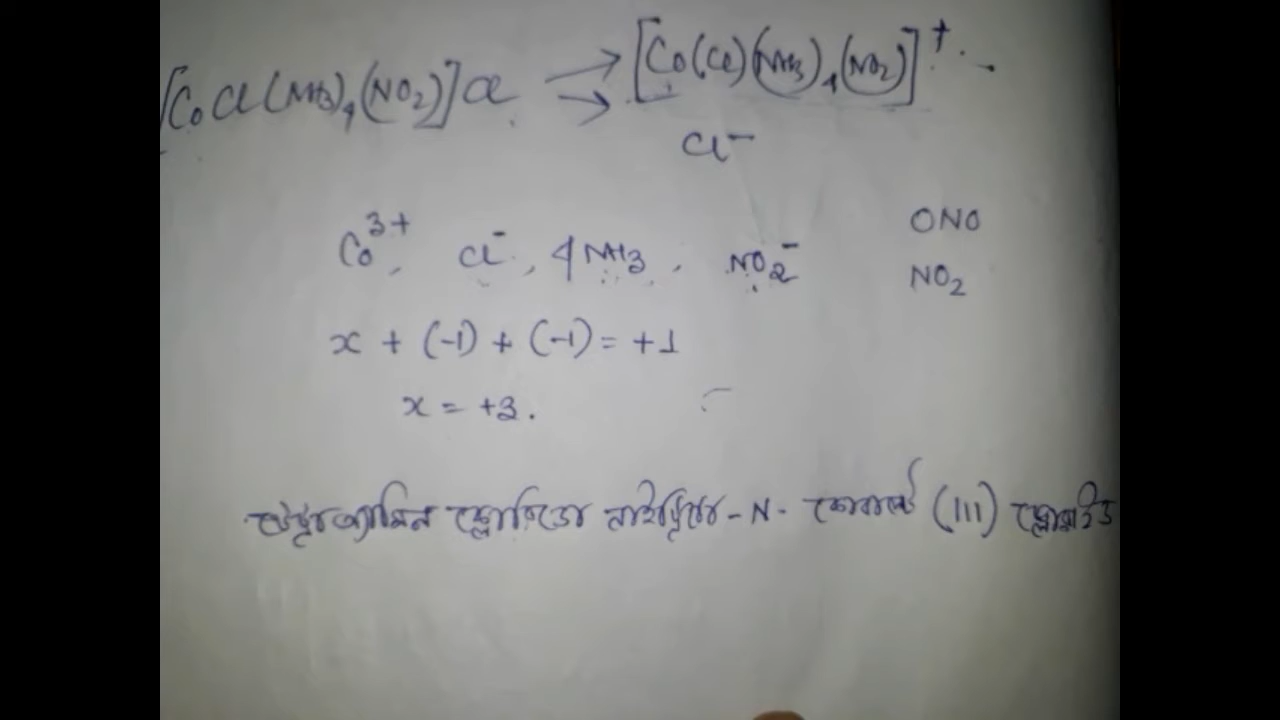 [CoCl(NH3)4(NO2)]Cl → [Co(Cl)(NH3)4(NO2)]+
Cl−
Co3+, Cl−, 4NH3, NO2−
ONO
NO2
x + (-1) + (-1) = +1
x = +3.
টেট্রাঅ্যামিন ক্লোরিডো নাইট্রিটো-N- কোবাল্ট (III) ক্লোরাইড